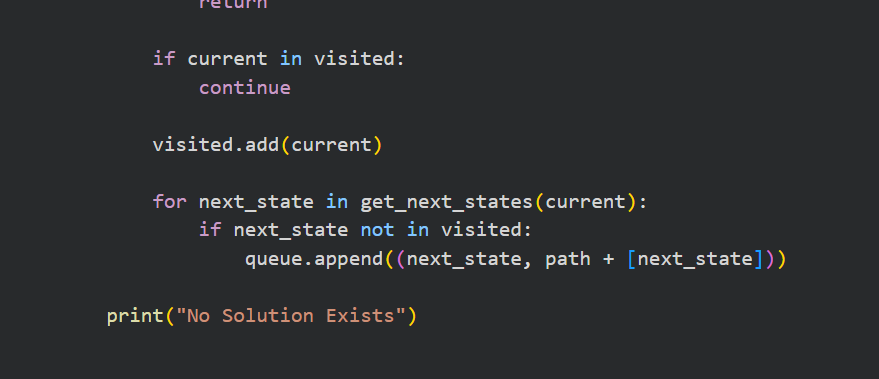 return
if current in visited:
continue
visited.add(current)
for next_state in get_next_states(current):
if next_state not in visited:
queue.append((next_state, path + [next_state]))
print("No Solution Exists")